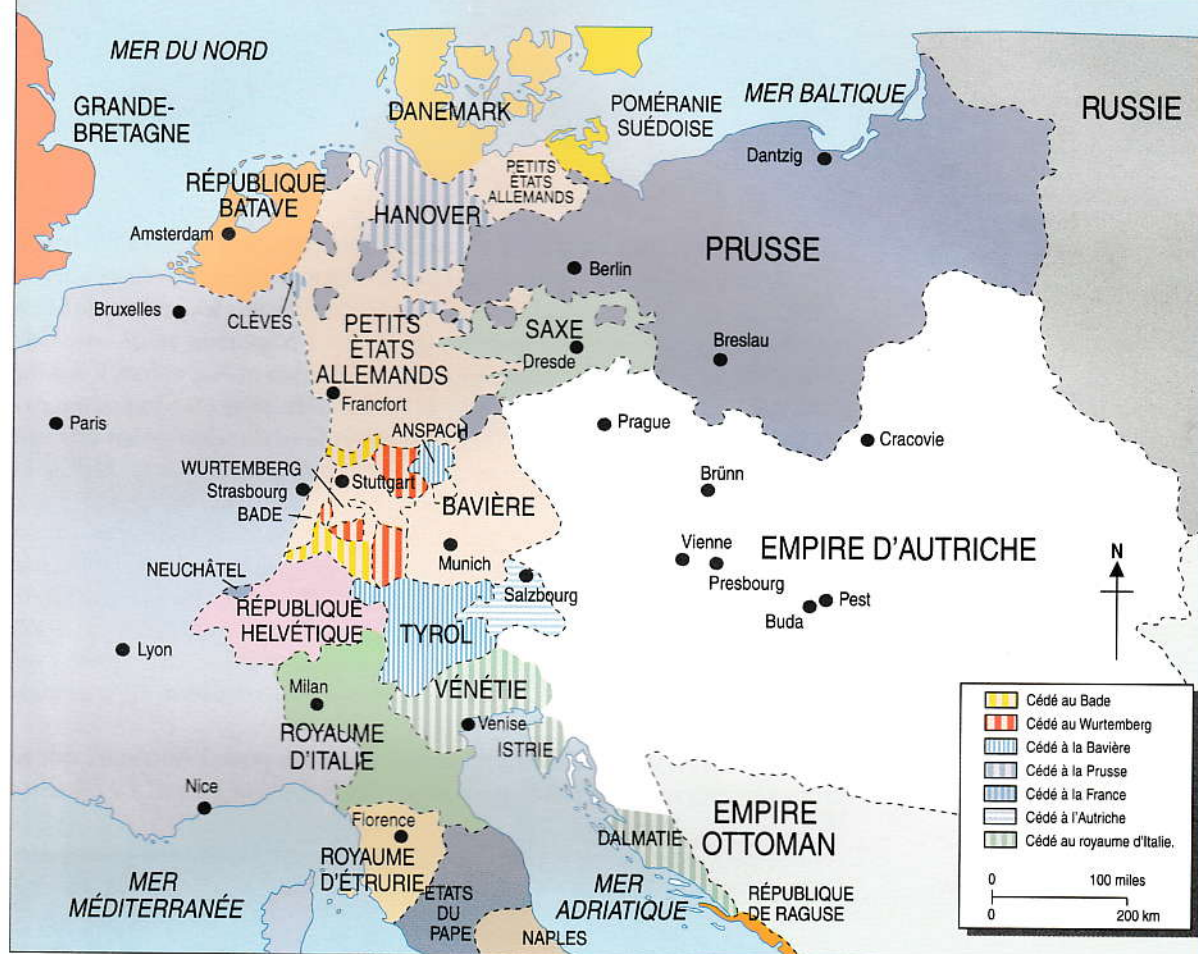 MER DU NORD
GRANDE-
BRETAGNE
DANEMARK
POMÉRANIE
SUÉDOISE
MER BALTIQUE
RUSSIE
Dantzig
PETITS
ÉTATS
ALLEMANDS
RÉPUBLIQUE
BATAVE
HANOVER
Amsterdam
PRUSSE
Berlin
Bruxelles
CLÈVES
PETITS
ÈTATS
ALLEMANDS
SAXE
Dresde
Breslau
Francfort
Paris
ANSPACH
Prague
Cracovie
WURTEMBERG
Strasbourg
Stuttgart
BADE
BAVIÈRE
Brünn
Munich
Vienne
Presbourg
EMPIRE D'AUTRICHE
N
NEUCHÂTEL
Salzbourg
RÉPUBLIQUE
HELVÉTIQUE
TYROL
Buda
Pest
Lyon
Milan
VÉNÉTIE
Venise
ROYAUME
D'ITALIE
ISTRIE
Nice
Florence
ROYAUME
D'ÉTRURIE
MER
MÉDITERRANÉE
ÉTATS
DU
PAPE
NAPLES
MER
ADRIATIQUE
DALMATIE
EMPIRE
OTTOMAN
RÉPUBLIQUE
DE RAGUSE
Cédé au Bade
Cédé au Wurtemberg
Cédé à la Bavière
Cédé à la Prusse
Cédé à la France
Cédé à l'Autriche
Cédé au royaume d'Italie.
0 100 miles
0 200 km